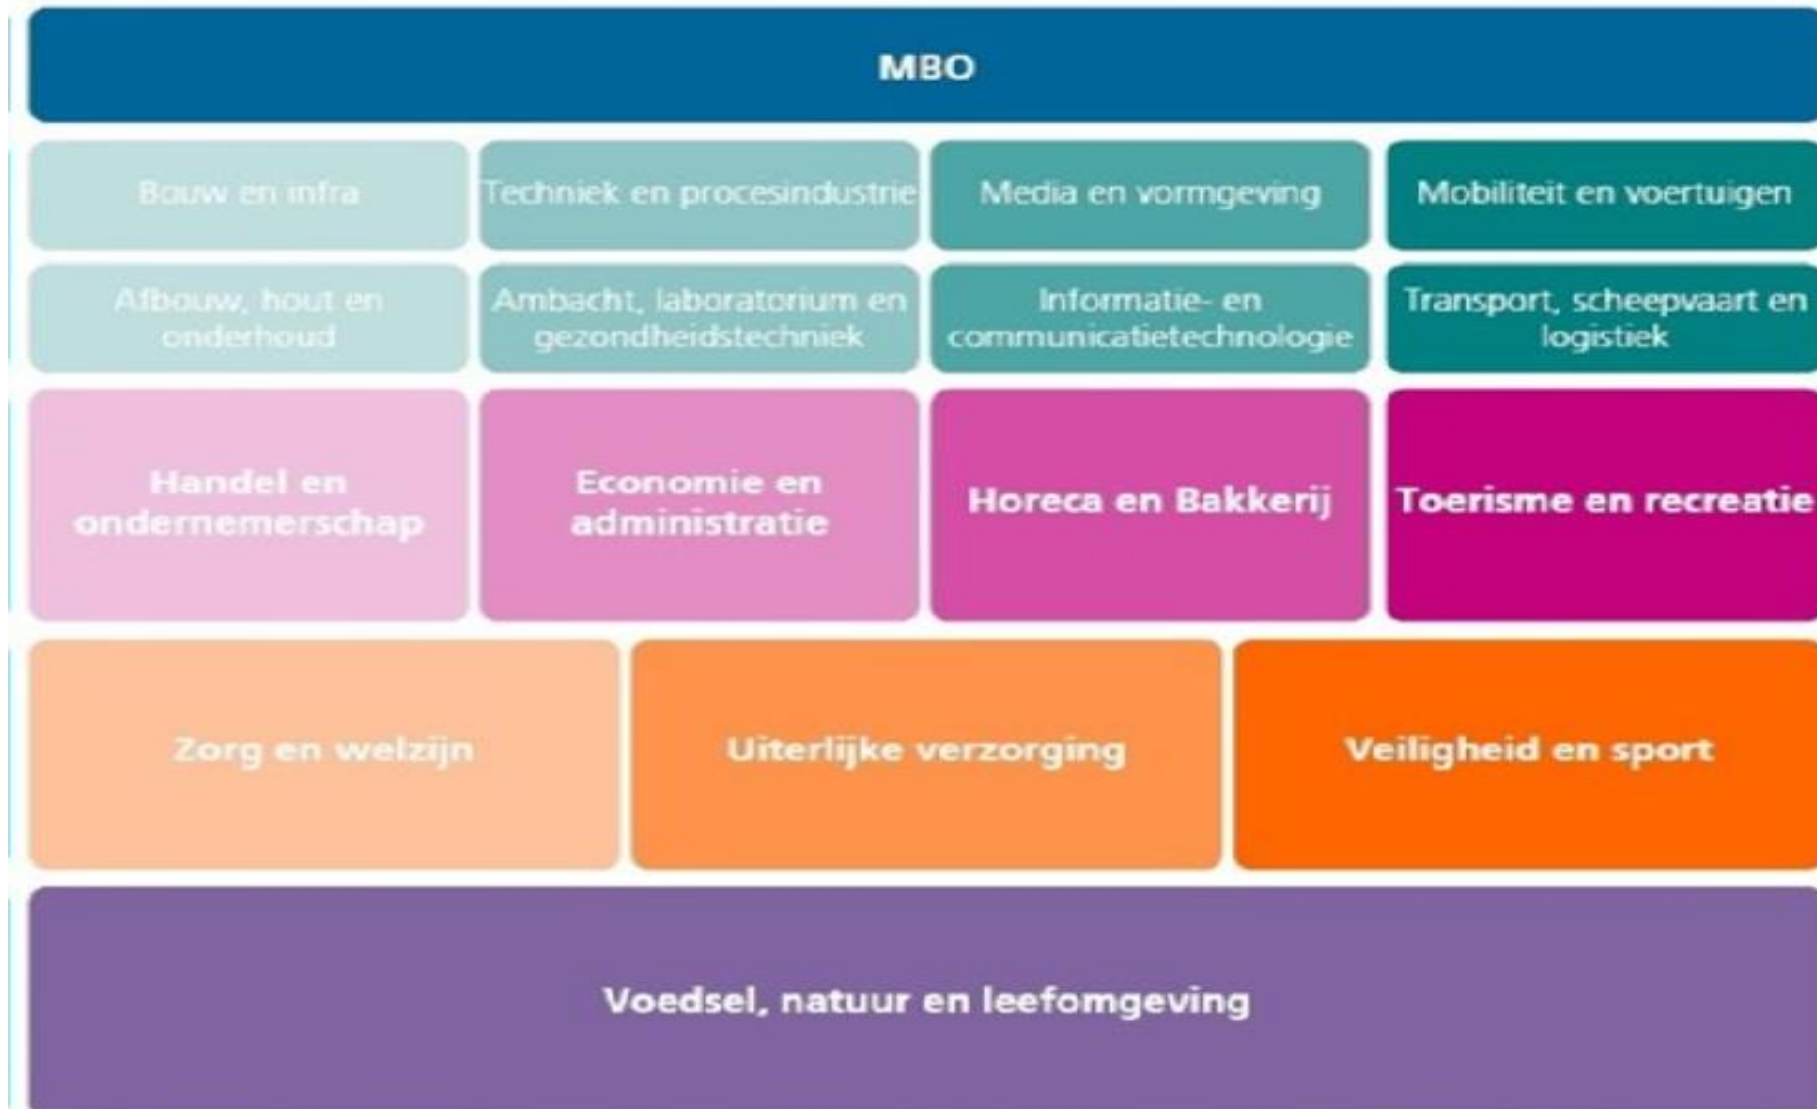 MBO
Bouw en infra
Techniek en procesindustrie
Media en vormgeving
Mobiliteit en voertuigen
Afbouw, hout en
onderhoud
Ambacht, laboratorium en
gezondheidstechniek
Informatie- en
communicatietechnologie
Transport, scheepvaart en
logistiek
Handel en
ondernemerschap
Economie en
administratie
Horeca en Bakkerij
Toerisme en recreatie
Zorg en welzijn
Uiterlijke verzorging
Veiligheid en sport
Voedsel, natuur en leefomgeving